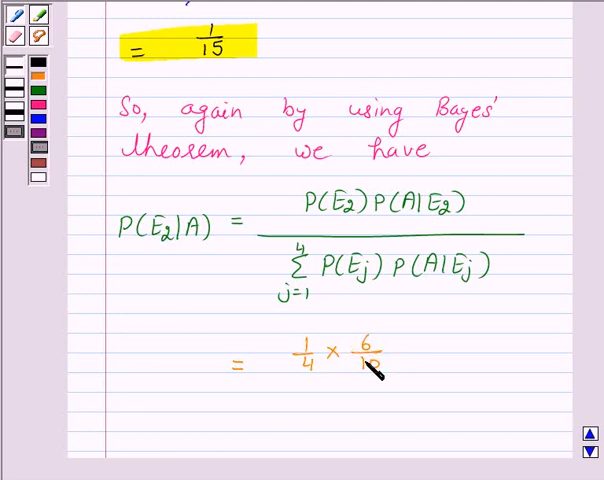 = 1/15
So, again by using Bayes'
theorem, we have
P(E₂|A) = P(E₂) P(A|E₂) / 4 Σ j=1 P(Ej) P(A|Ej)
= 1/4 × 6/10